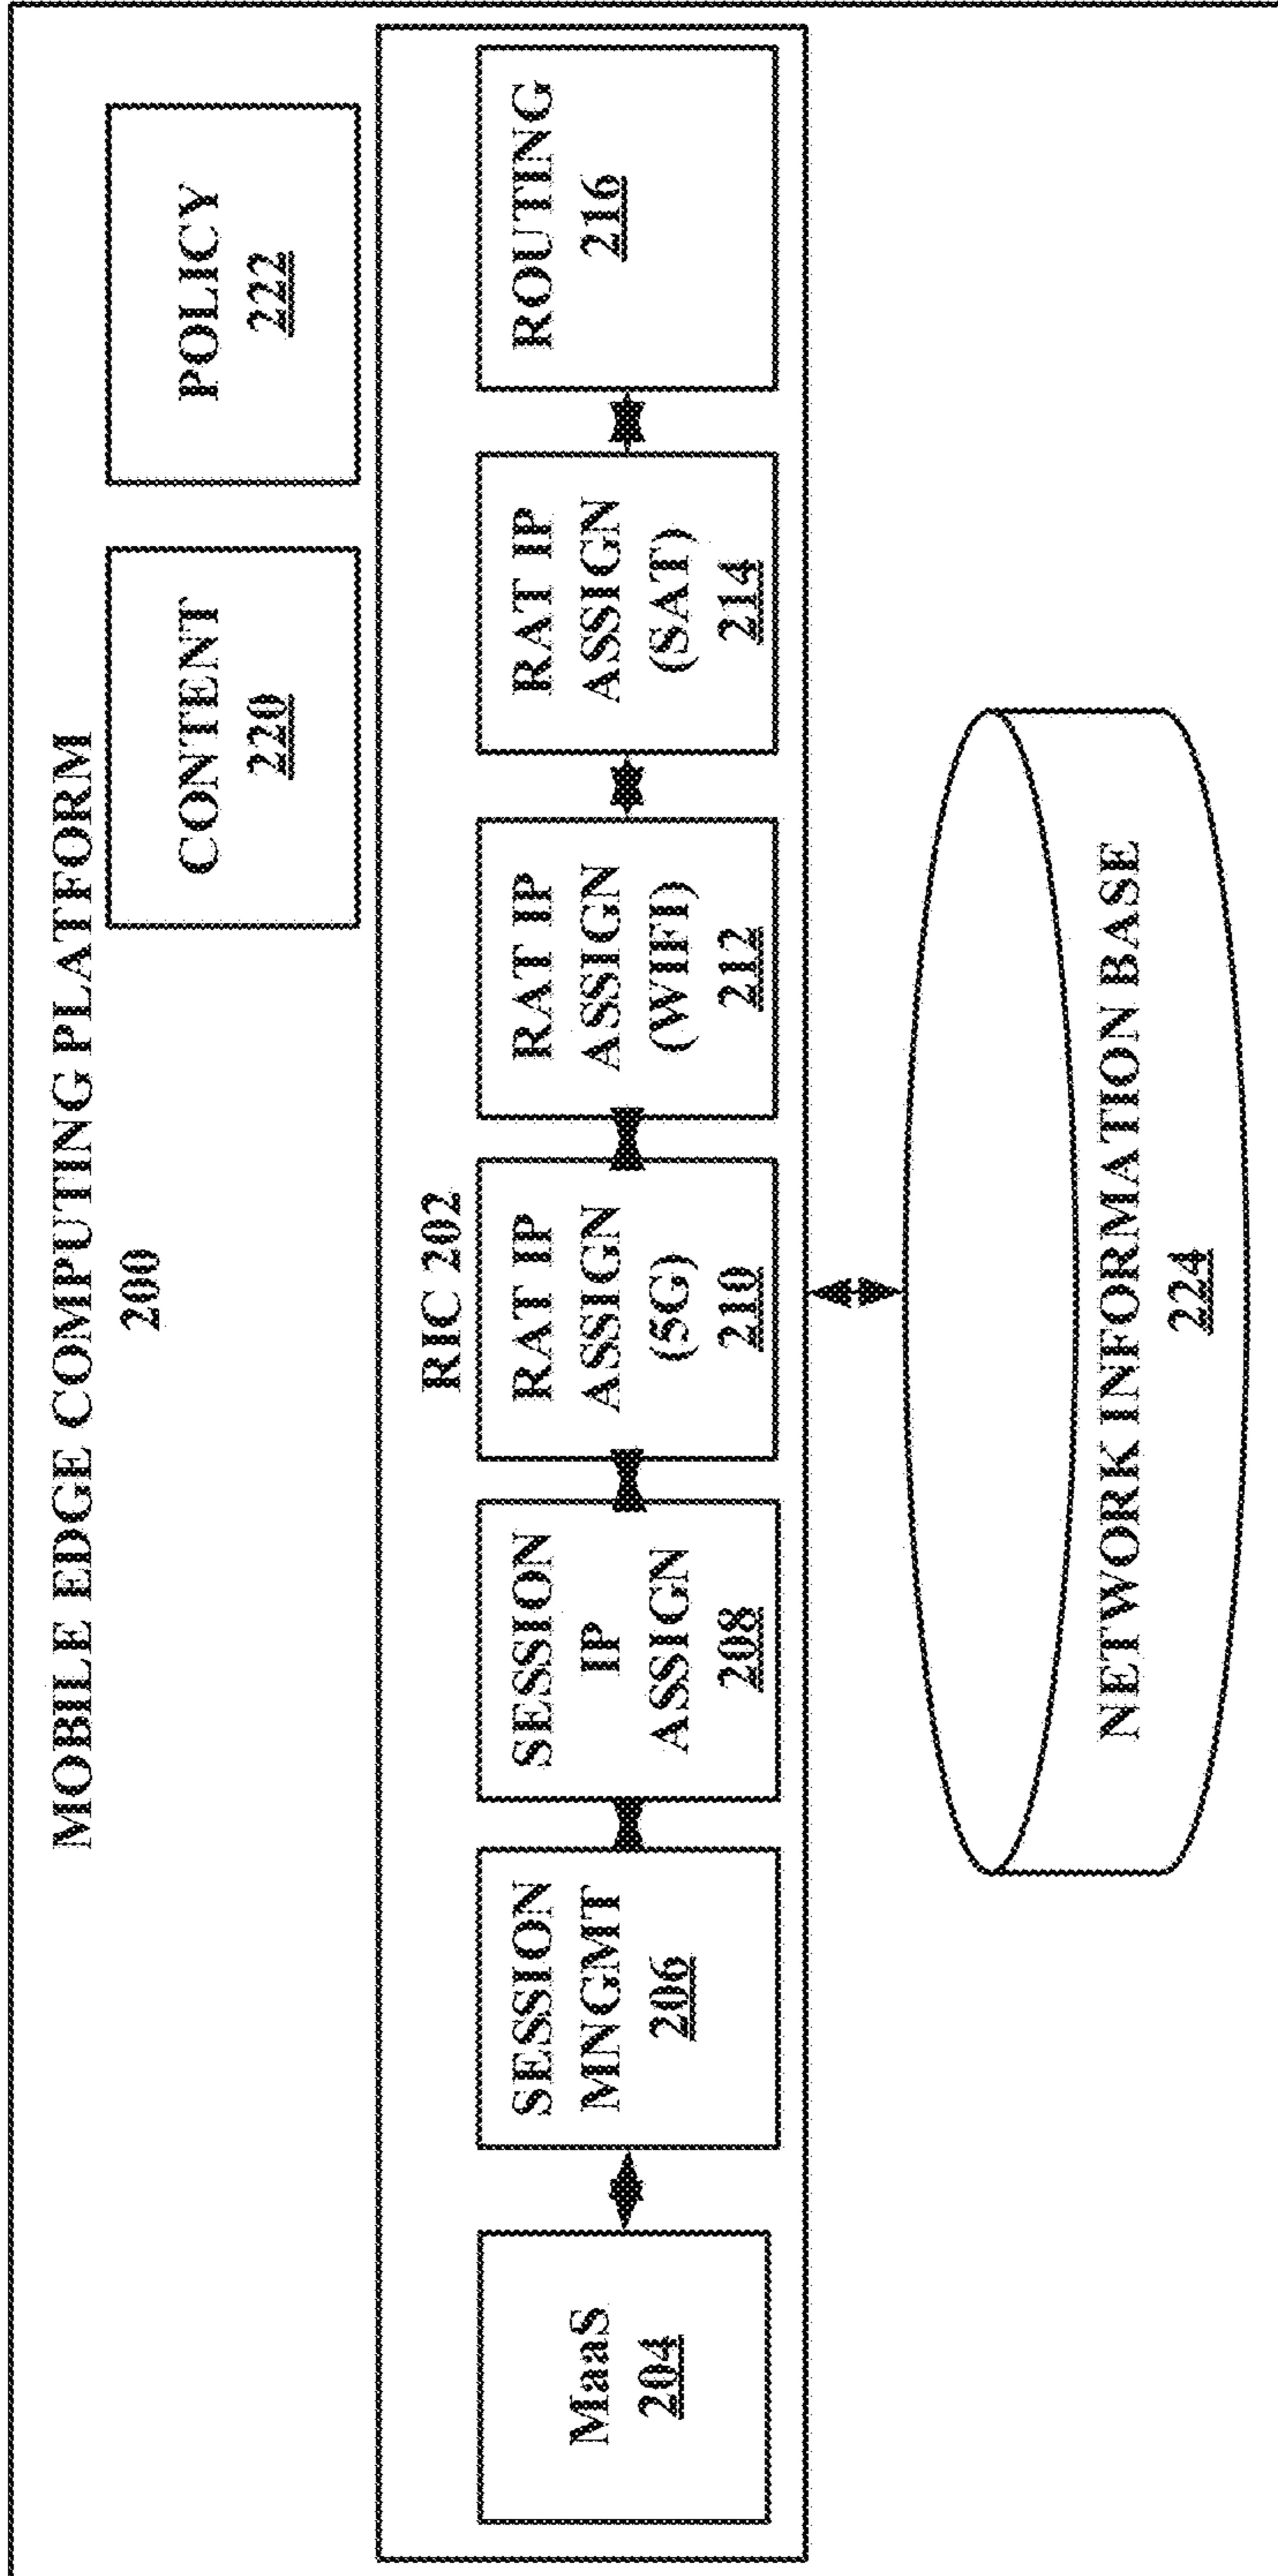 MOBILE EDGE COMPUTING PLATFORM
200
CONTENT
220
POLICY
222
RIC 202
MaaS
204
SESSION
MNGMT
206
SESSION
IP
ASSIGN
208
RAT IP
ASSIGN
(5G)
210
RAT IP
ASSIGN
(WIFI)
212
RAT IP
ASSIGN
(SAT)
214
ROUTING
216
NETWORK INFORMATION BASE
224